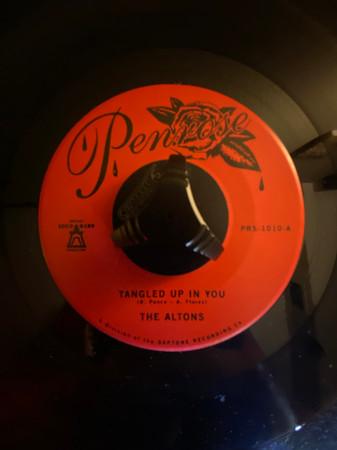 Penrose
PRS-1010-A
TANGLED UP IN YOU
THE ALTONS
A division of the DAPTONE RECORDING Co.